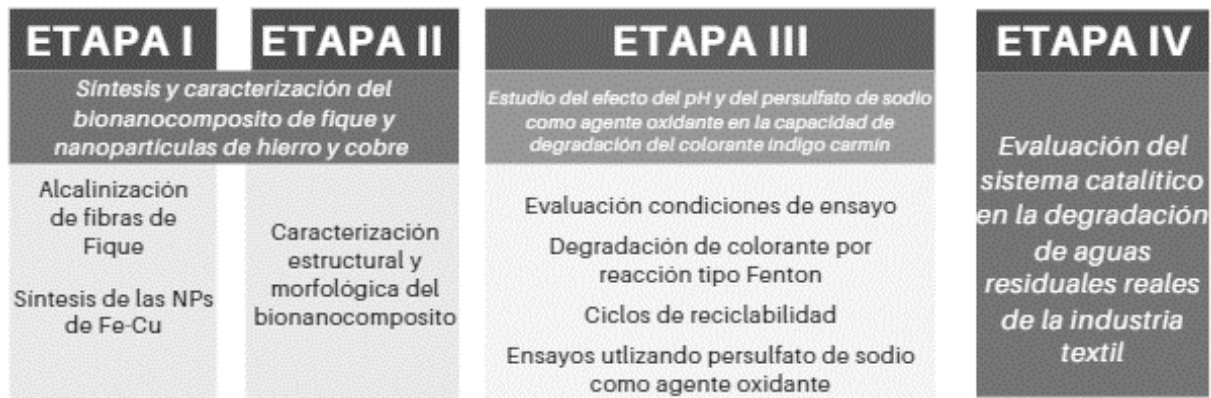 ETAPA I
ETAPA II
Síntesis y caracterización del
bionanocomposito de fique y
nanopartículas de hierro y cobre
Alcalinización
de fibras de
Fique
Síntesis de las NPs
de Fe-Cu
Caracterización
estructural y
morfológica del
bionanocomposito
ETAPA III
Estudio del efecto del pH y del persulfato de sodio
como agente oxidante en la capacidad de
degradación del colorante índigo carmín
Evaluación condiciones de ensayo
Degradación de colorante por
reacción tipo Fenton
Ciclos de reciclabilidad
Ensayos utlizando persulfato de sodio
como agente oxidante
ETAPA IV
Evaluación del
sistema catalítico
en la degradación
de aguas
residuales reales
de la industria
textil